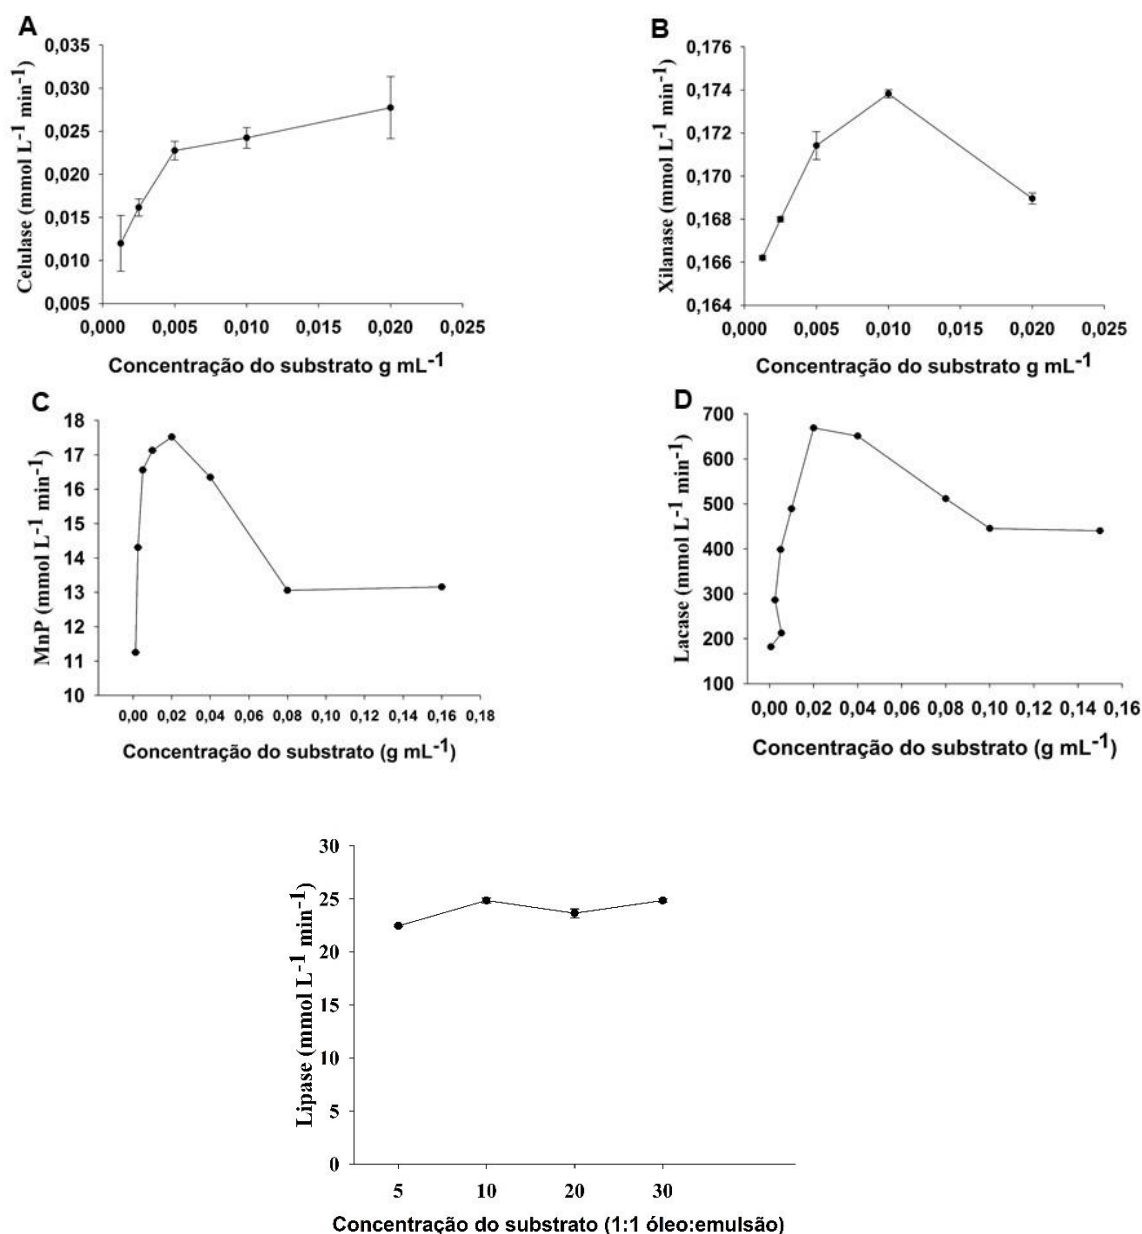 A
Celulase (mmol L-1 min-1)
0,035
0,030
0,025
0,020
0,015
0,010
0,005
0,000 0,005 0,010 0,015 0,020 0,025
Concentração do substrato g mL-1
B
Xilanase (mmol L-1 min-1)
0,176
0,174
0,172
0,170
0,168
0,166
0,164
0,000 0,005 0,010 0,015 0,020 0,025
Concentração do substrato g mL-1
C
MnP (mmol L-1 min-1)
18
17
16
15
14
13
12
11
10
0,00 0,02 0,04 0,06 0,08 0,10 0,12 0,14 0,16 0,18
Concentração do substrato (g mL-1)
D
Lacase (mmol L-1 min-1)
700
600
500
400
300
200
100
0,00 0,02 0,04 0,06 0,08 0,10 0,12 0,14 0,16
Concentração do substrato (g mL-1)
Lipase (mmol L-1 min-1)
30
25
20
15
10
5
0
5 10 20 30
Concentração do substrato (1:1 óleo:emulsão)